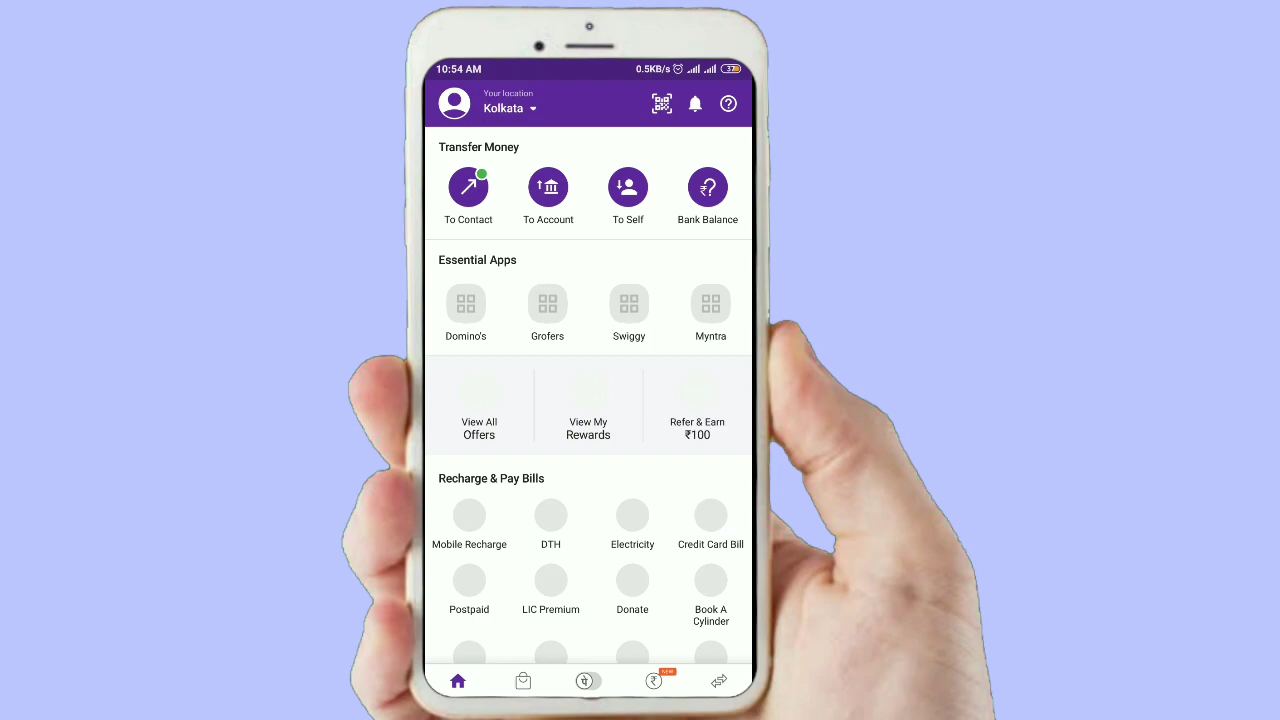 10:54 AM
0.5KB/s
37
Your location
Kolkata
Transfer Money
To Contact
To Account
To Self
Bank Balance
Essential Apps
Domino's
Grofers
Swiggy
Myntra
View All
Offers
View My
Rewards
Refer & Earn
₹100
Recharge & Pay Bills
Mobile Recharge
DTH
Electricity
Credit Card Bill
Postpaid
LIC Premium
Donate
Book A
Cylinder
पे
₹
NEW